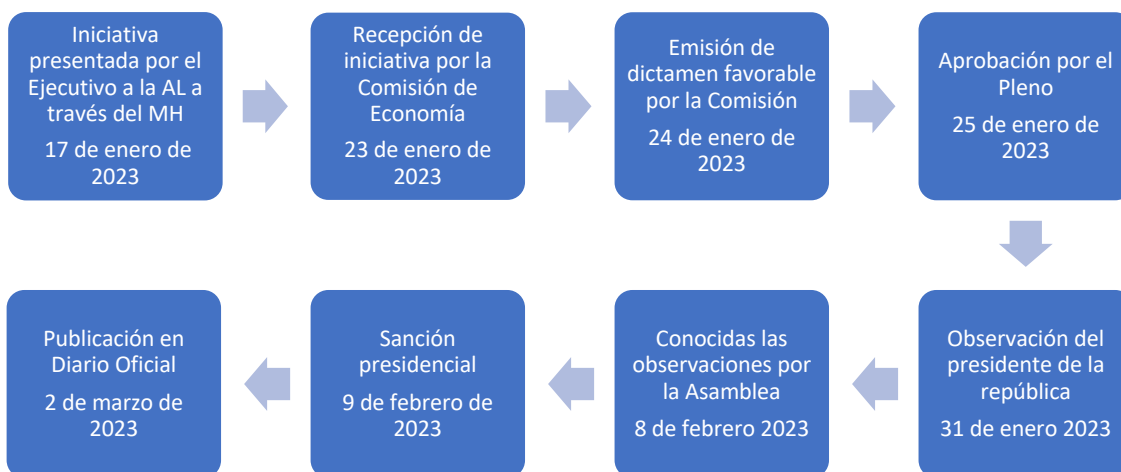 Iniciativa
presentada por el
Ejecutivo a la AL a
través del MH
17 de enero de
2023
Recepción de
iniciativa por la
Comisión de
Economía
23 de enero de
2023
Emisión de
dictamen favorable
por la Comisión
24 de enero de
2023
Aprobación por el
Pleno
25 de enero de
2023
Observación del
presidente de la
república
31 de enero 2023
Conocidas las
observaciones por
la Asamblea
8 de febrero 2023
Sanción
presidencial
9 de febrero de
2023
Publicación en
Diario Oficial
2 de marzo de
2023